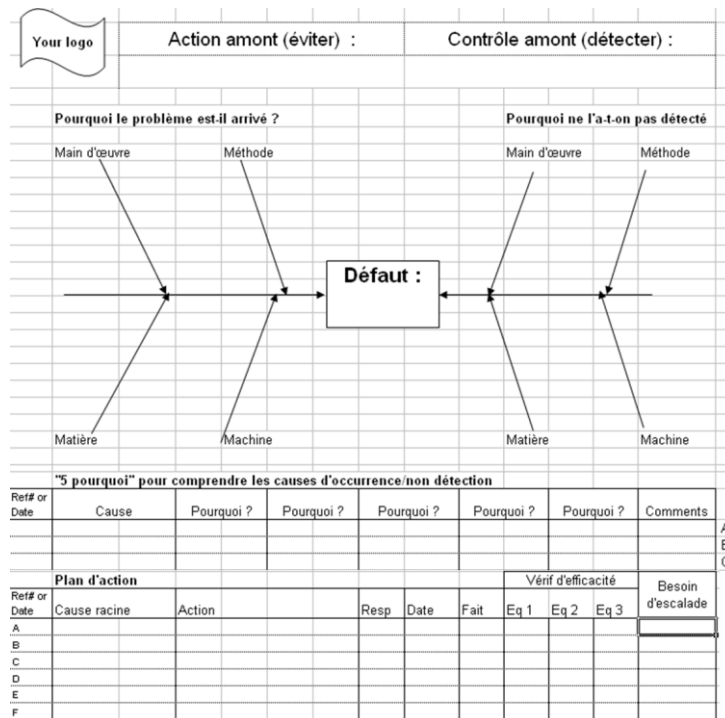 Your logo
Action amont (éviter) :
Contrôle amont (détecter) :
Pourquoi le problème est-il arrivé ?
Pourquoi ne l'a-t-on pas détecté
Main d'œuvre
Méthode
Main d'œuvre
Méthode
Défaut :
Matière
Machine
Matière
Machine
"5 pourquoi" pour comprendre les causes d'occurrence/non détection
Ref# or
Date
Cause
Pourquoi ?
Pourquoi ?
Pourquoi ?
Pourquoi ?
Pourquoi ?
Comments
Plan d'action
Vérif d'efficacité
Besoin
d'escalade
Ref# or
Date
Cause racine
Action
Resp
Date
Fait
Eq 1
Eq 2
Eq 3
A
B
C
D
E
F